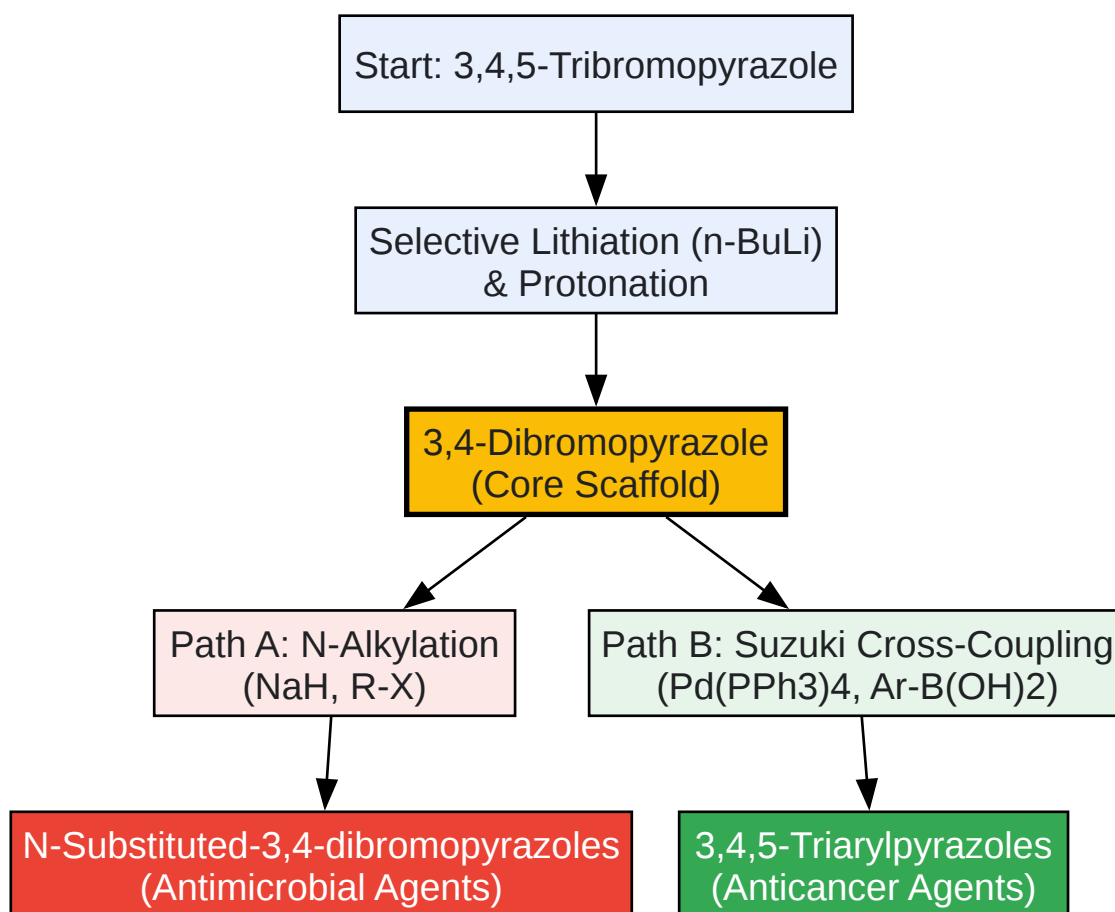 Start: 3,4,5-Tribromopyrazole
Selective Lithiation (n-BuLi)
& Protonation
3,4-Dibromopyrazole
(Core Scaffold)
Path A: N-Alkylation
(NaH, R-X)
Path B: Suzuki Cross-Coupling
(Pd(PPh3)4, Ar-B(OH)2)
N-Substituted-3,4-dibromopyrazoles
(Antimicrobial Agents)
3,4,5-Triarylpyrazoles
(Anticancer Agents)